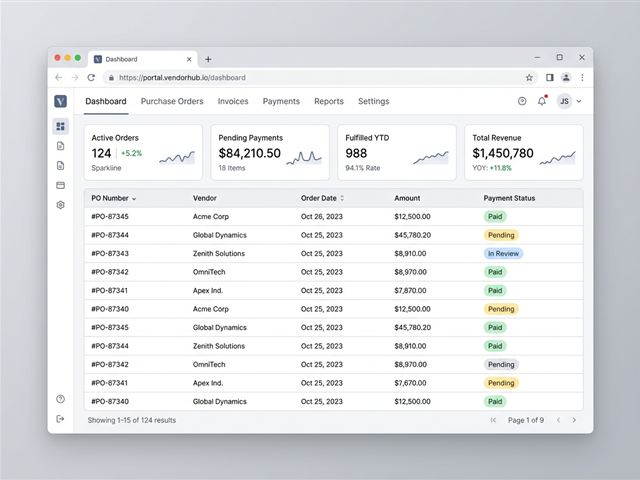 V Dashboard
https://portal.vendorhub.io/dashboard
V Dashboard Purchase Orders Invoices Payments Reports Settings JS
Active Orders Pending Payments Fulfilled YTD Total Revenue
124 +5.2% $84,210.50 988 $1,450,780
Sparkline 18 Items 94.1% Rate YOY: +11.8%
PO Number Vendor Order Date Amount Payment Status
#PO-87345 Acme Corp Oct 26, 2023 $12,500.00 Paid
#PO-87344 Global Dynamics Oct 25, 2023 $45,780.20 Pending
#PO-87343 Zenith Solutions Oct 25, 2023 $8,910.00 In Review
#PO-87342 OmniTech Oct 25, 2023 $8,970.00 Paid
#PO-87341 Apex Ind. Oct 25, 2023 $7,870.00 Paid
#PO-87340 Acme Corp Oct 25, 2023 $12,500.00 Pending
#PO-87345 Global Dynamics Oct 25, 2023 $45,780.20 Paid
#PO-87344 Zenith Solutions Oct 25, 2023 $8,910.00 Paid
#PO-87342 OmniTech Oct 25, 2023 $8,970.00 Pending
#PO-87341 Apex Ind. Oct 25, 2023 $7,670.00 Pending
#PO-87340 Global Dynamics Oct 25, 2023 $12,500.00 Paid
Showing 1-15 of 124 results Page 1 of 9